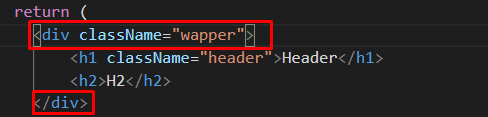 return (
<div className="wapper">
<h1 className="header">Header</h1>
<h2>H2</h2>
</div>